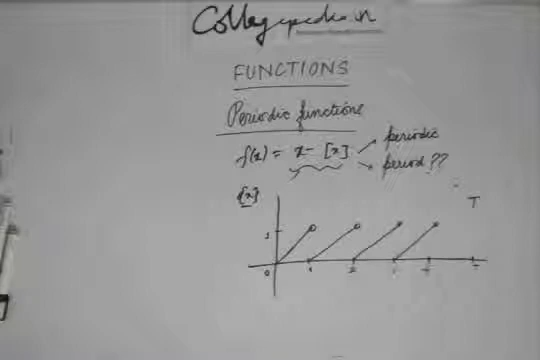 Collegepedia.in
FUNCTIONS
Periodic functions
f(x) = x - [x] periodic
period ??
{x}
T
1
0 1 2 3 4